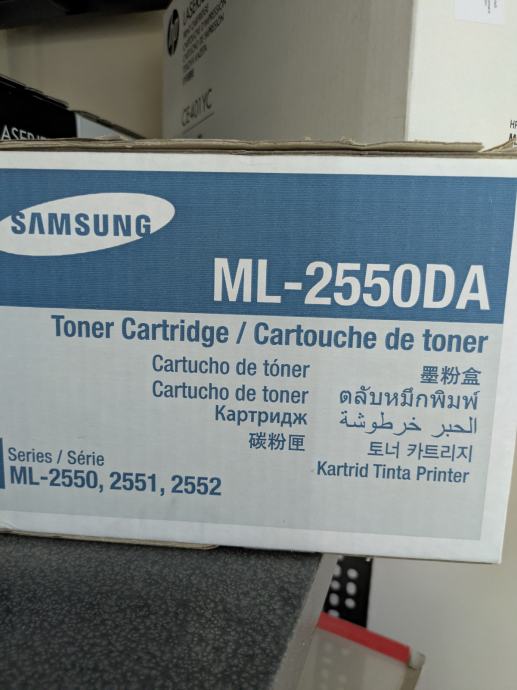 CE401YC
SAMSUNG
ML-2550DA
Toner Cartridge / Cartouche de toner
Cartucho de tóner
墨粉盒
Cartucho de toner
ตลับหมึกพิมพ์
Картридж
الحبر خرطوشة
碳粉匣
토너 카트리지
Kartrid Tinta Printer
Series / Série
ML-2550, 2551, 2552